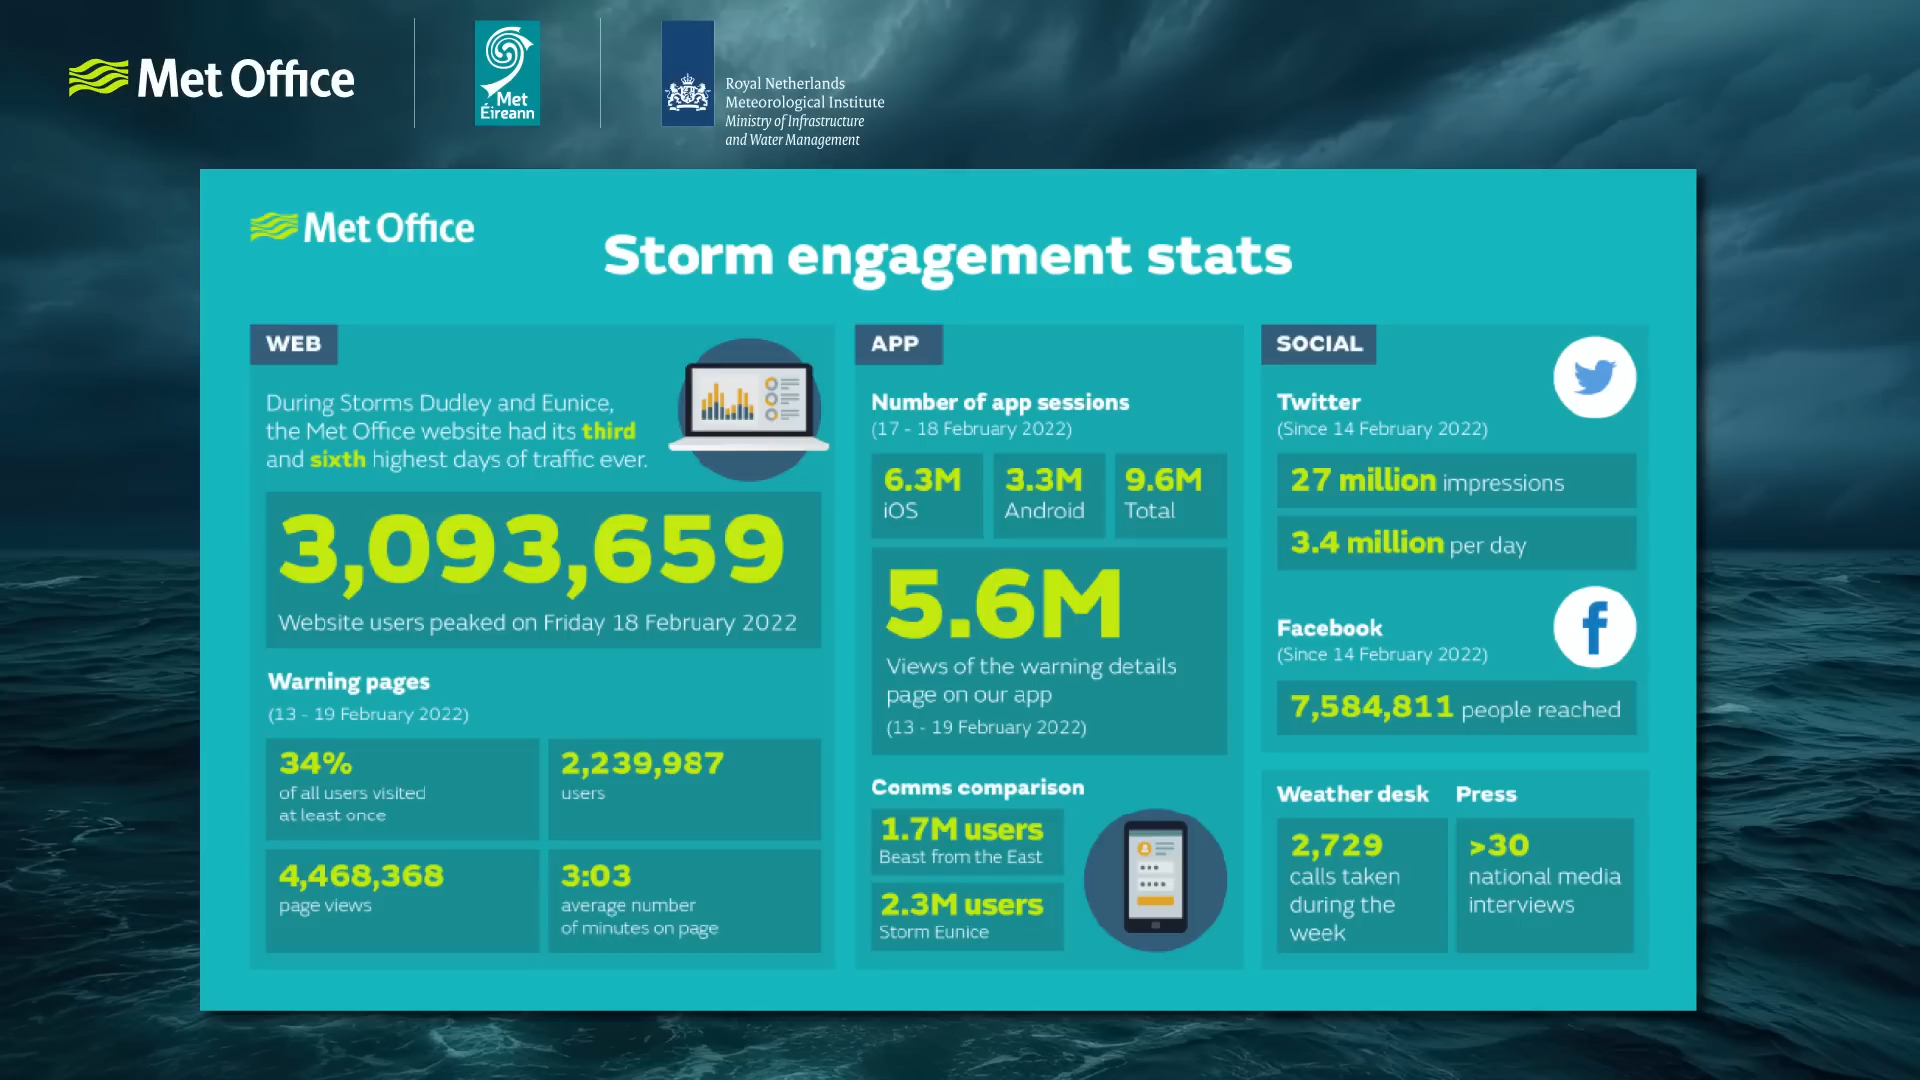 Met Office
Met
Éireann
Royal Netherlands
Meteorological Institute
Ministry of Infrastructure
and Water Management
Met Office
Storm engagement stats
WEB
During Storms Dudley and Eunice,
the Met Office website had its third
and sixth highest days of traffic ever.
3,093,659
Website users peaked on Friday 18 February 2022
Warning pages
(13 - 19 February 2022)
34%
of all users visited
at least once
2,239,987
users
4,468,368
page views
3:03
average number
of minutes on page
APP
Number of app sessions
(17 - 18 February 2022)
6.3M
iOS
3.3M
Android
9.6M
Total
5.6M
Views of the warning details
page on our app
(13 - 19 February 2022)
Comms comparison
1.7M users
Beast from the East
2.3M users
Storm Eunice
SOCIAL
Twitter
(Since 14 February 2022)
27 million impressions
3.4 million per day
Facebook
(Since 14 February 2022)
f
7,584,811 people reached
Weather desk
2,729
calls taken
during the
week
Press
>30
national media
interviews